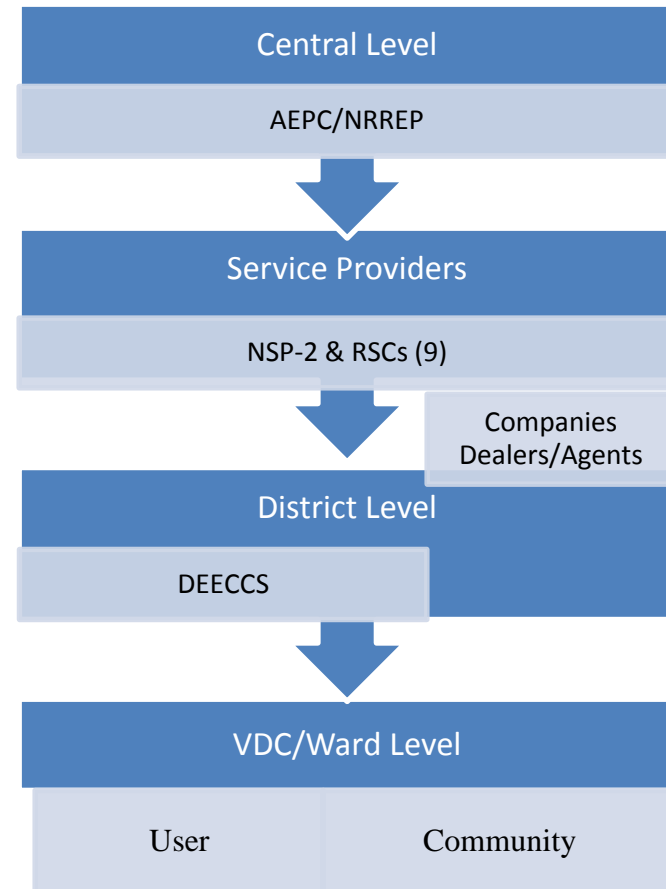 Central Level
AEPC/NRREP
Service Providers
NSP-2 & RSCs (9)
Companies
Dealers/Agents
District Level
DEECCS
VDC/Ward Level
User
Community